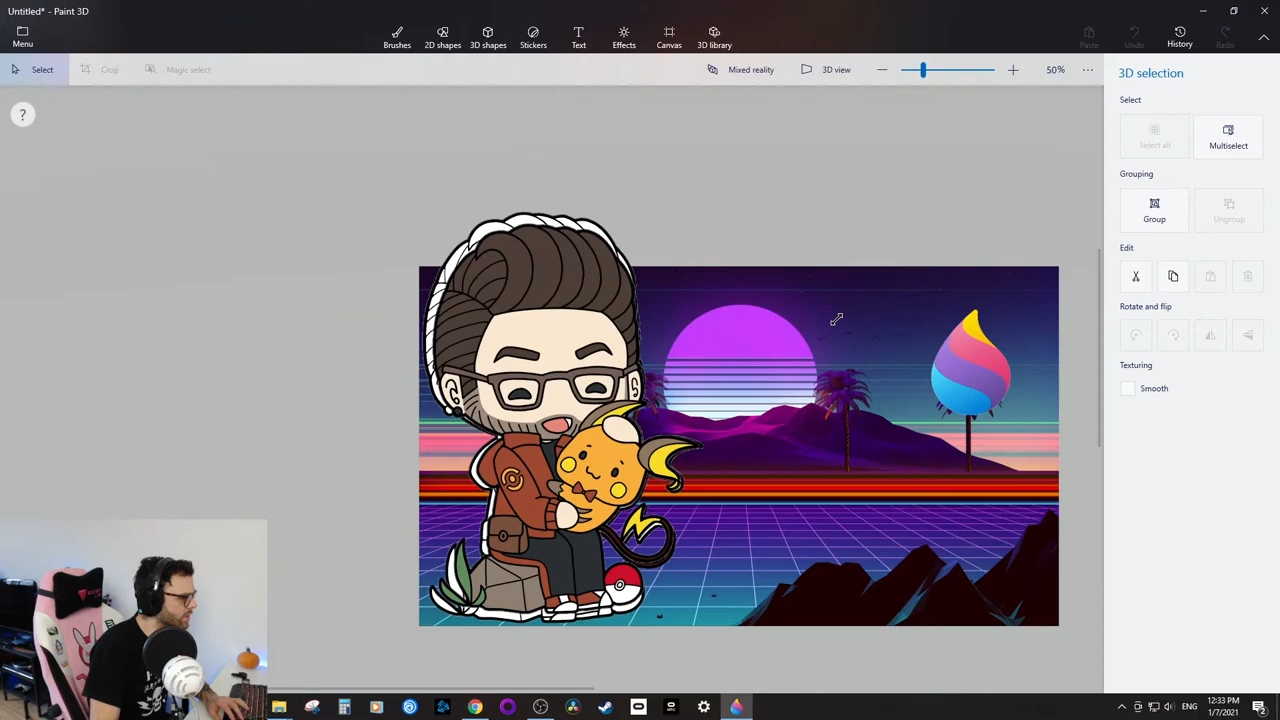 Untitled* - Paint 3D
Menu
Brushes
2D shapes
3D shapes
Stickers
Text
Effects
Canvas
3D library
Paste
Undo
History
Redo
Select
Crop
Magic select
Mixed reality
3D view
50%
?
3D selection
Select
Select all
Multiselect
Grouping
Group
Ungroup
Edit
Rotate and flip
Texturing
Smooth
ENG
12:33 PM
1/7/2021
2